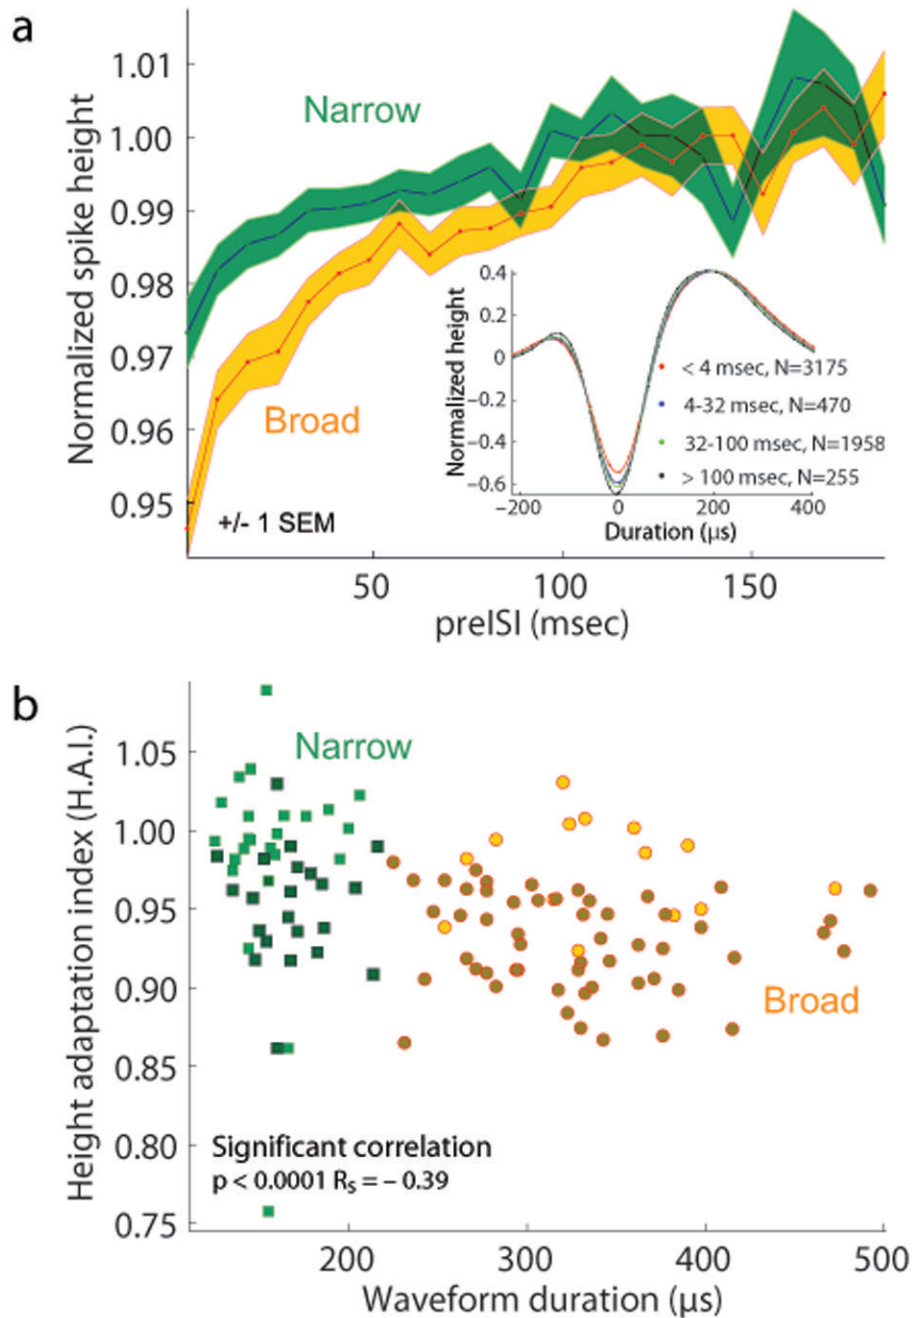 a
Normalized spike height
1.01
1.00
0.99
0.98
0.97
0.96
0.95
Narrow
Broad
+/- 1 SEM
50
100
150
preISI (msec)
Normalized height
0.4
0.2
0
−0.2
−0.4
−0.6
< 4 msec, N=3175
4-32 msec, N=470
32-100 msec, N=1958
> 100 msec, N=255
−200
0
200
400
Duration (µs)
b
Height adaptation index (H.A.I.)
1.05
1.00
0.95
0.90
0.85
0.80
0.75
Narrow
Broad
Significant correlation
p < 0.0001 Rs = – 0.39
200
300
400
500
Waveform duration (µs)